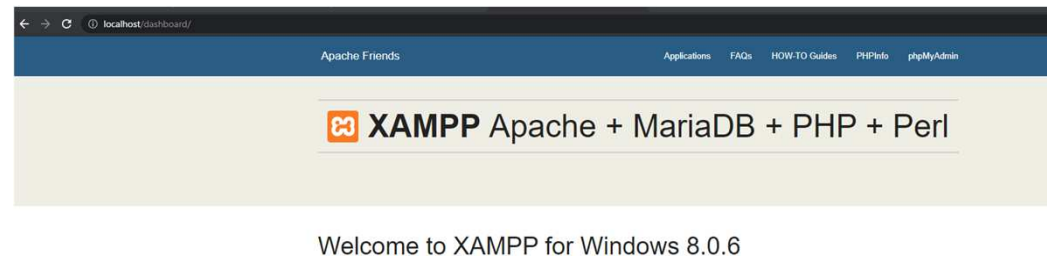 localhost/dashboard/
Apache Friends Applications FAQs HOW-TO Guides PHPInfo phpMyAdmin
XAMPP Apache + MariaDB + PHP + Perl
Welcome to XAMPP for Windows 8.0.6